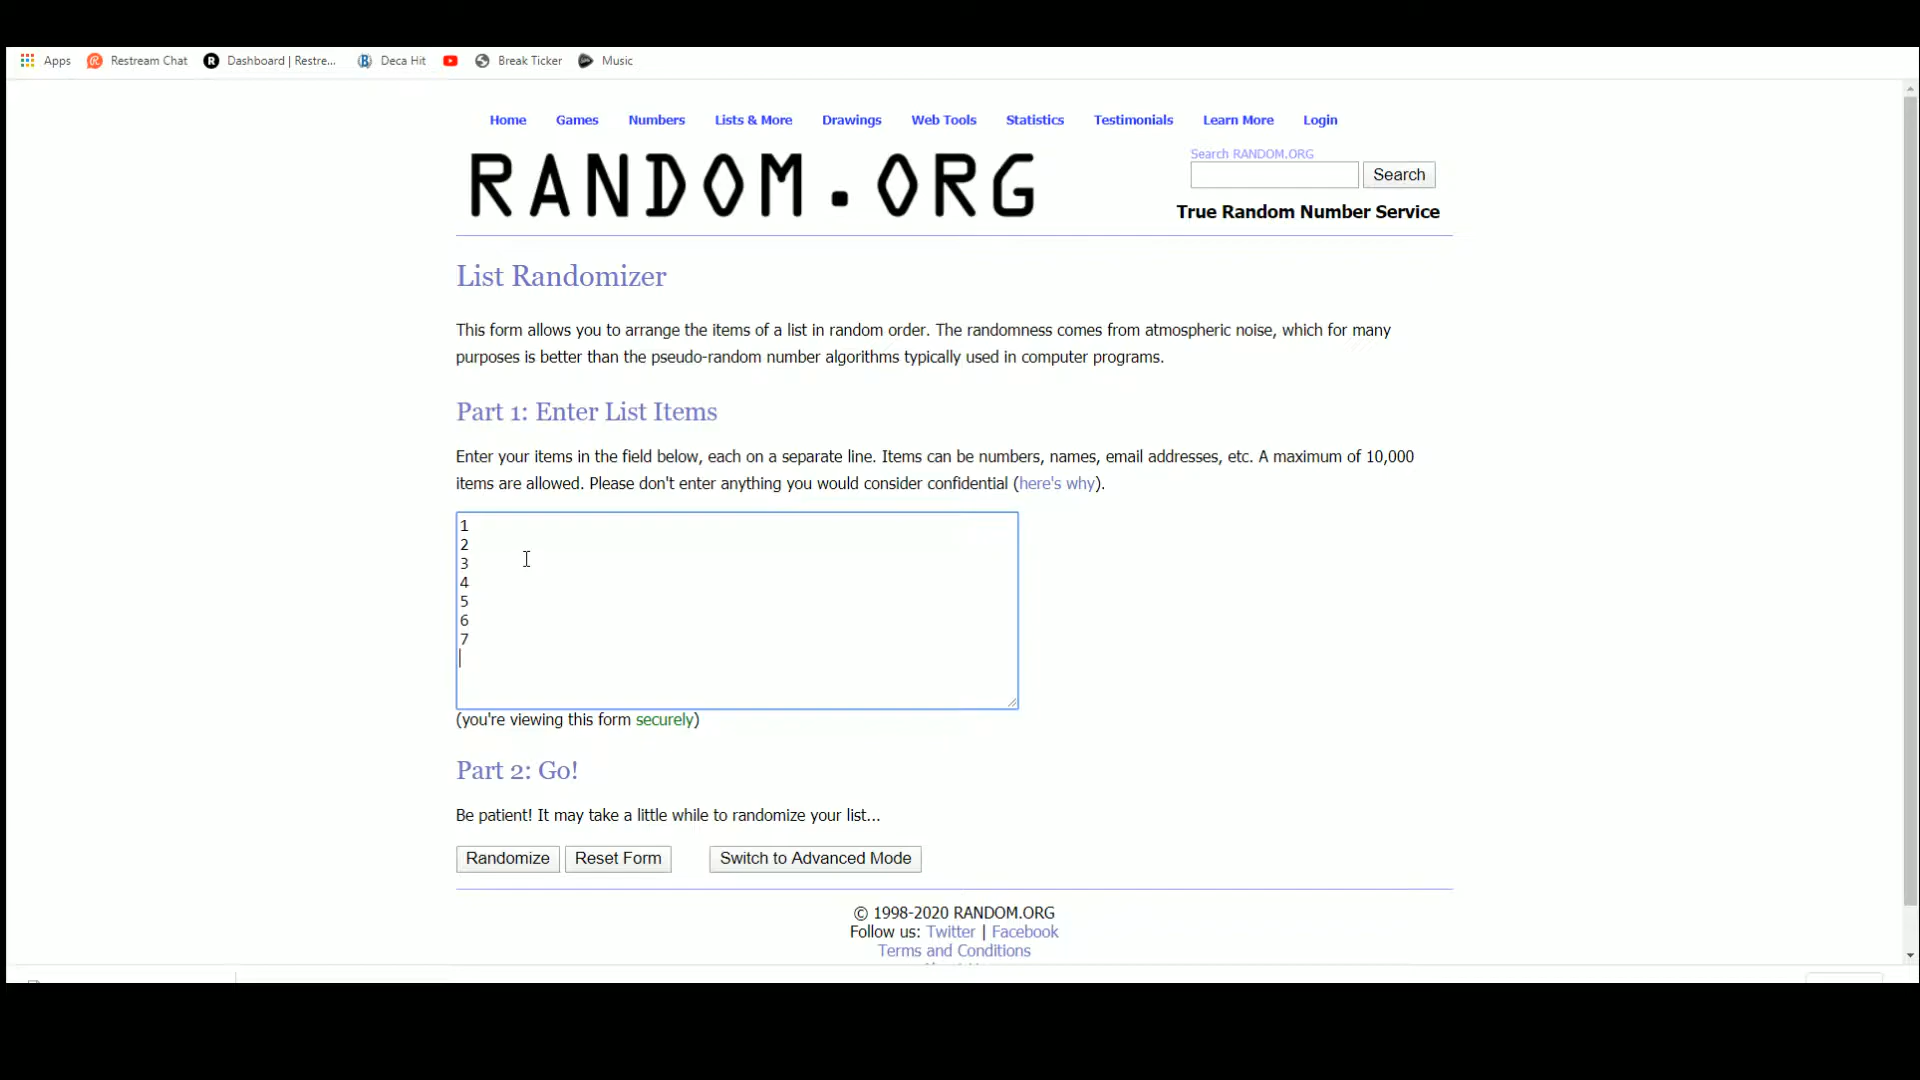 Apps Restream Chat Dashboard | Restre... Deca Hit Break Ticker Music
Home Games Numbers Lists & More Drawings Web Tools Statistics Testimonials Learn More Login
RANDOM.ORG
Search RANDOM.ORG
Search
True Random Number Service
List Randomizer
This form allows you to arrange the items of a list in random order. The randomness comes from atmospheric noise, which for many
purposes is better than the pseudo-random number algorithms typically used in computer programs.
Part 1: Enter List Items
Enter your items in the field below, each on a separate line. Items can be numbers, names, email addresses, etc. A maximum of 10,000
items are allowed. Please don't enter anything you would consider confidential (here's why).
1
2
3
4
5
6
7
(you're viewing this form securely)
Part 2: Go!
Be patient! It may take a little while to randomize your list...
Randomize Reset Form Switch to Advanced Mode
© 1998-2020 RANDOM.ORG
Follow us: Twitter | Facebook
Terms and Conditions